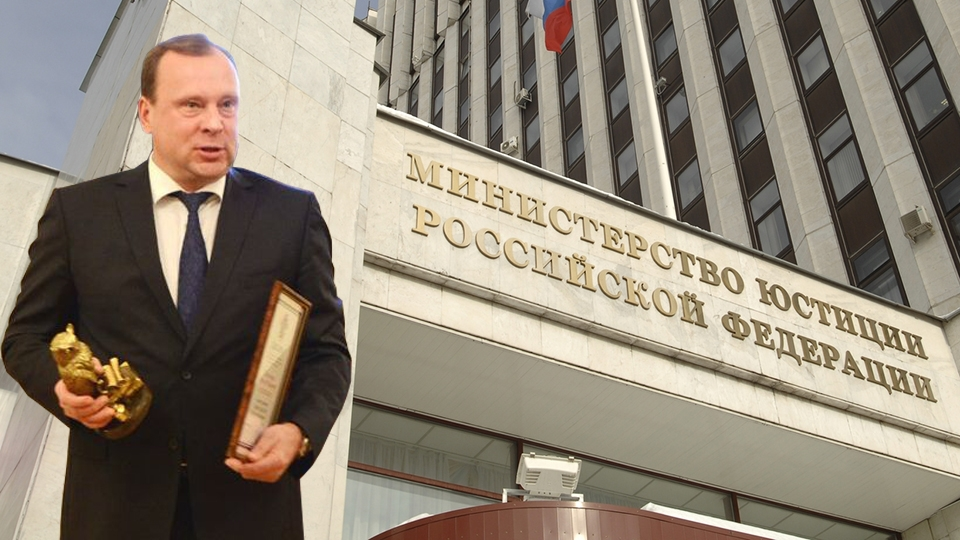 МИНИСТЕРСТВО ЮСТИЦИИ
РОССИЙСКОЙ ФЕДЕРАЦИИ